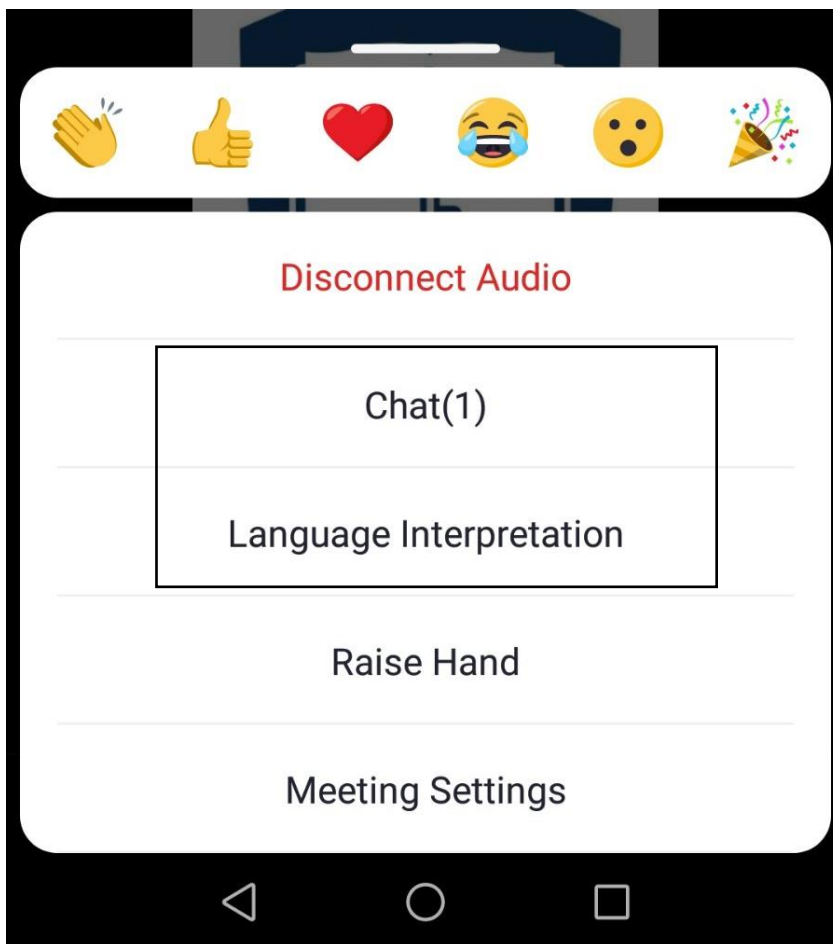 Disconnect Audio
Chat(1)
Language Interpretation
Raise Hand
Meeting Settings